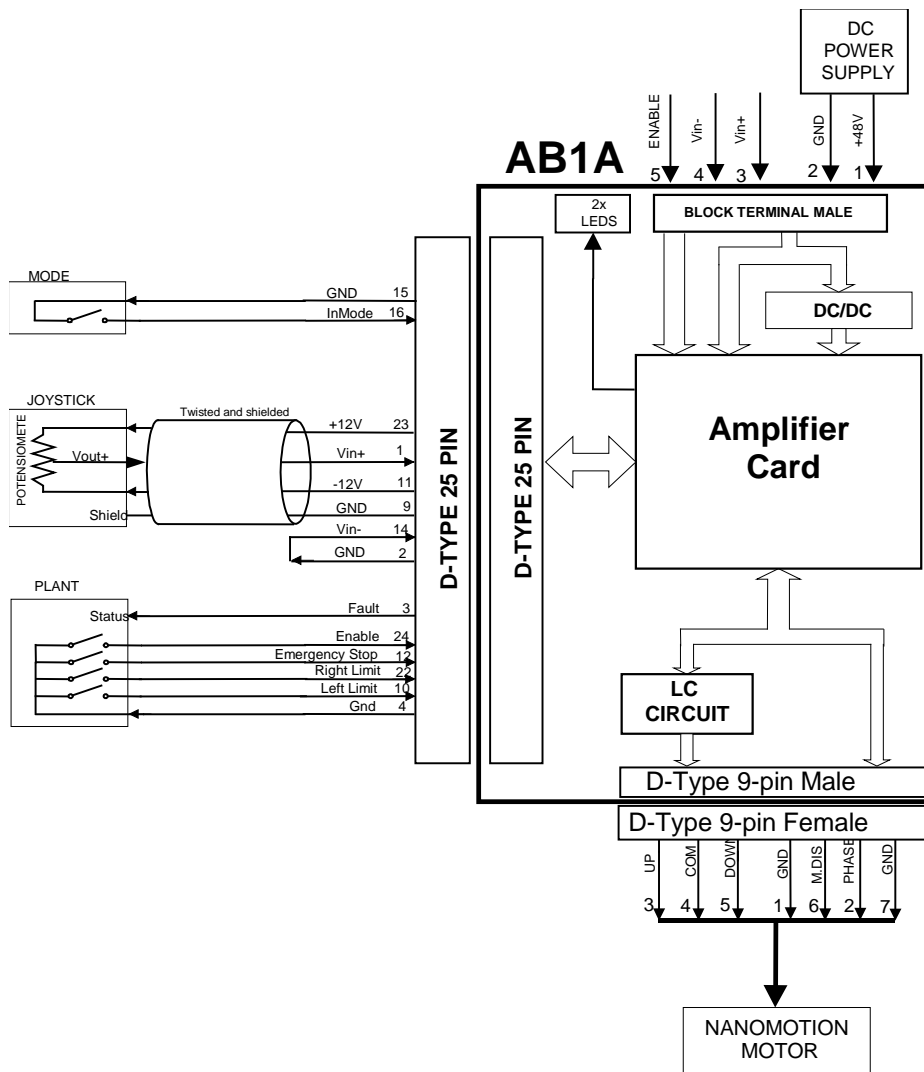 DC
POWER
SUPPLY
ENABLE
Vin-
Vin+
GND
+48V
AB1A
5
4
3
2
1
2x
LEDS
BLOCK TERMINAL MALE
DC/DC
MODE
GND 15
InMode 16
JOYSTICK
POTENSIOMETE
Vout+
Shield
Twisted and shielded
+12V 23
Vin+ 1
-12V 11
GND 9
Vin- 14
GND 2
D-TYPE 25 PIN
D-TYPE 25 PIN
Amplifier
Card
PLANT
Status
Fault 3
Enable 24
Emergency Stop 12
Right Limit 22
Left Limit 10
Gnd 4
LC
CIRCUIT
D-Type 9-pin Male
D-Type 9-pin Female
UP
COM
DOWN
GND
M.DIS
PHASE
GND
3
4
5
1
6
2
7
NANOMOTION
MOTOR